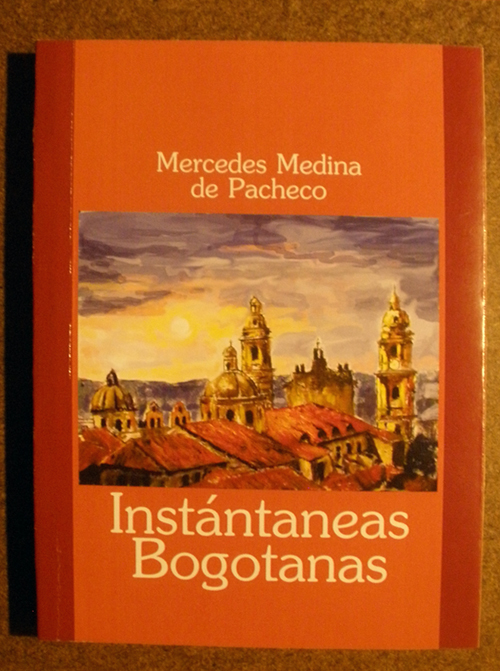 Mercedes Medina
de Pacheco
Instántaneas
Bogotanas